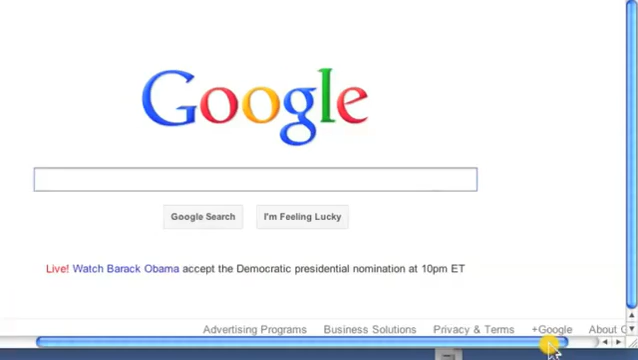 Google
Google Search I'm Feeling Lucky
Live! Watch Barack Obama accept the Democratic presidential nomination at 10pm ET
Advertising Programs Business Solutions Privacy & Terms +Google About G